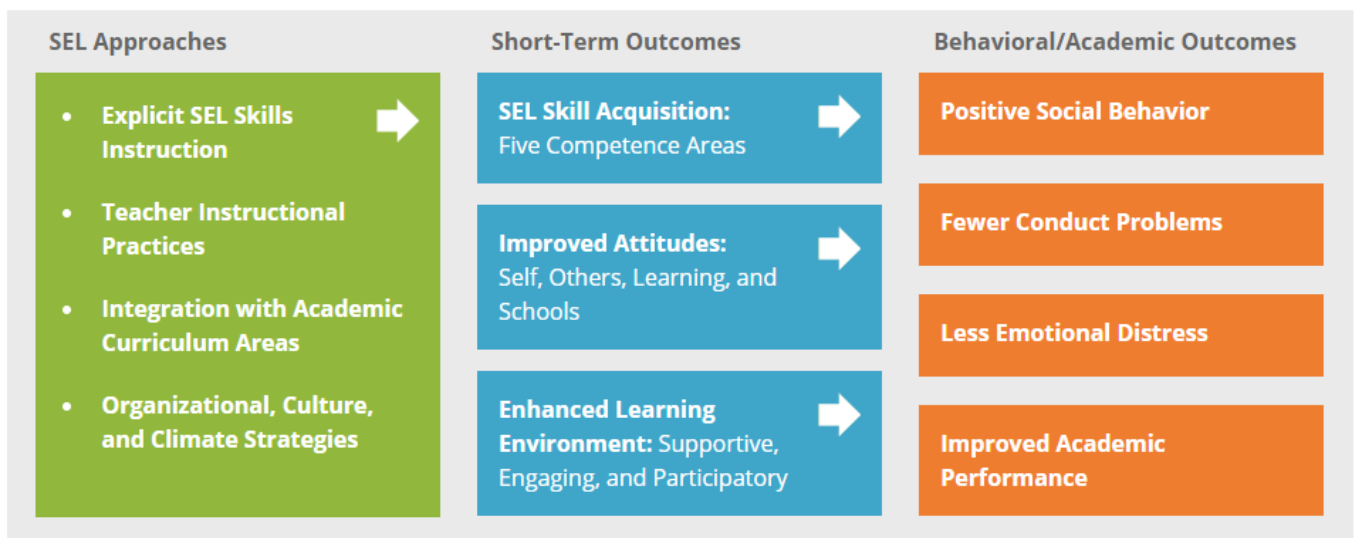 SEL Approaches
• Explicit SEL Skills
Instruction
• Teacher Instructional
Practices
• Integration with Academic
Curriculum Areas
• Organizational, Culture,
and Climate Strategies
Short-Term Outcomes
SEL Skill Acquisition:
Five Competence Areas
Improved Attitudes:
Self, Others, Learning, and
Schools
Enhanced Learning
Environment: Supportive,
Engaging, and Participatory
Behavioral/Academic Outcomes
Positive Social Behavior
Fewer Conduct Problems
Less Emotional Distress
Improved Academic
Performance